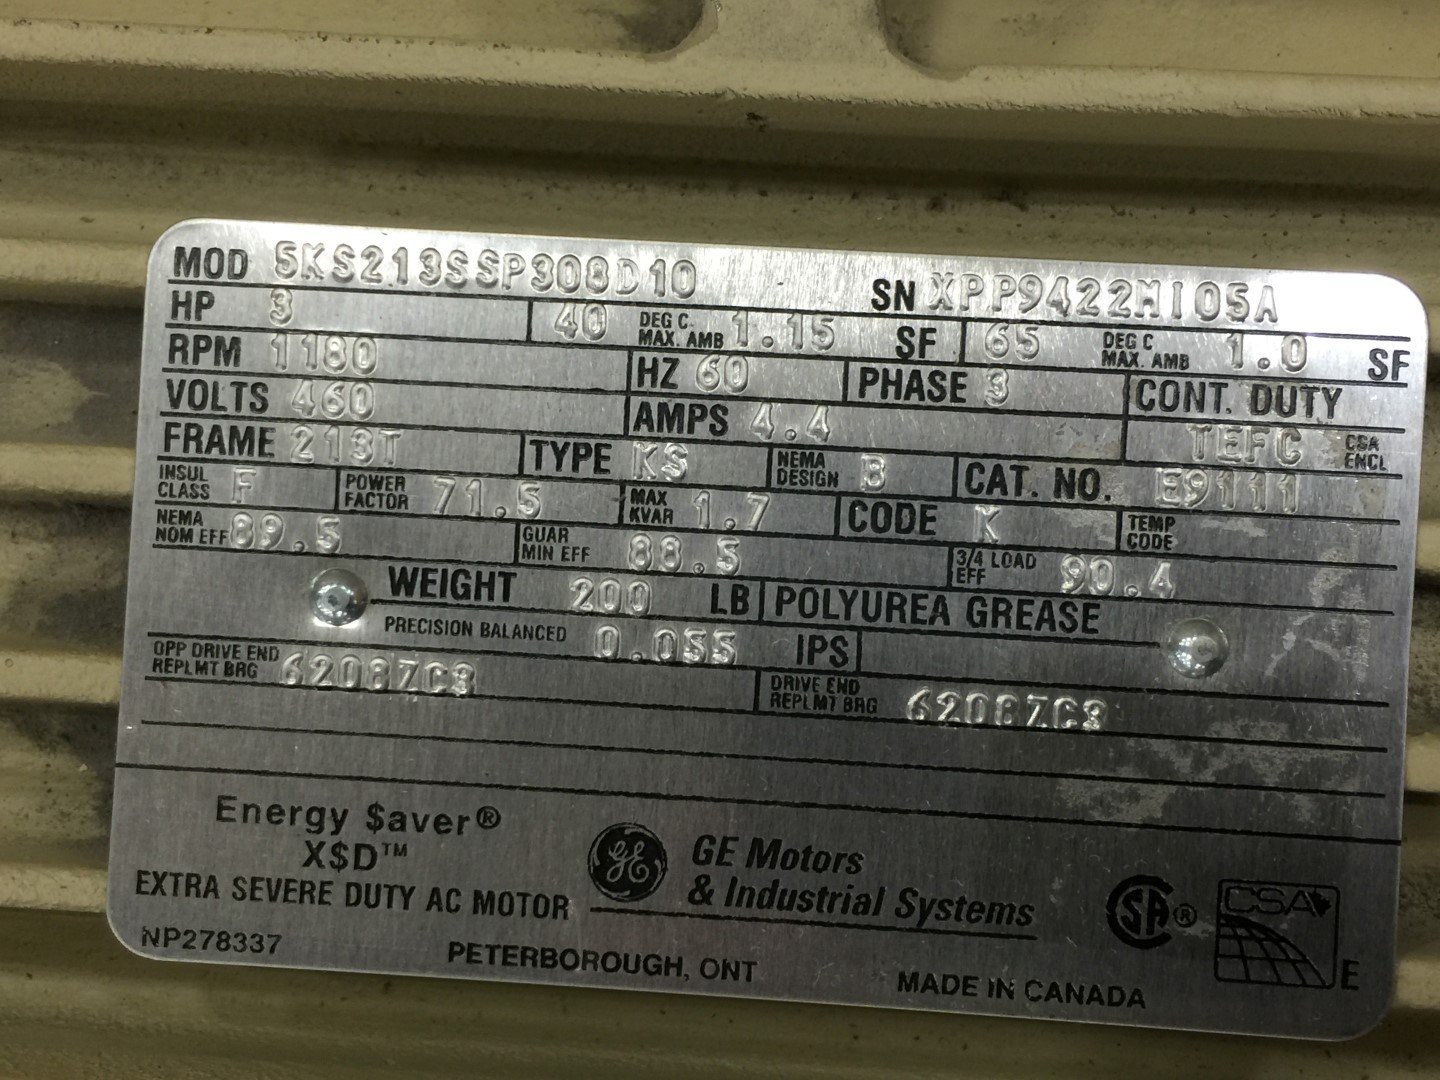 MOD 5KS213SSP308D10 SN XPP9422M105A
HP 3 40 DEG C. MAX. AMB 1.15 SF 65 DEG C MAX. AMB 1.0 SF
RPM 1180 HZ 60 PHASE 3 CONT. DUTY
VOLTS 460 AMPS 4.4 TEFC CSA ENCL
FRAME 213T TYPE KS NEMA DESIGN B CAT. NO. E9111
INSUL CLASS F POWER FACTOR 71.5 MAX KVAR 1.7 CODE K TEMP CODE
NEMA NOM EFF 89.5 GUAR MIN EFF 88.5 3/4 LOAD EFF 90.4
WEIGHT 200 LB POLYUREA GREASE
PRECISION BALANCED 0.055 IPS
OPP DRIVE END REPLMT BRG 6208ZC3 DRIVE END REPLMT BRG 6208ZC3
Energy $aver®
X$D™
EXTRA SEVERE DUTY AC MOTOR
GE
GE Motors
& Industrial Systems
SA®
CSA
E
NP278337
PETERBOROUGH, ONT
MADE IN CANADA